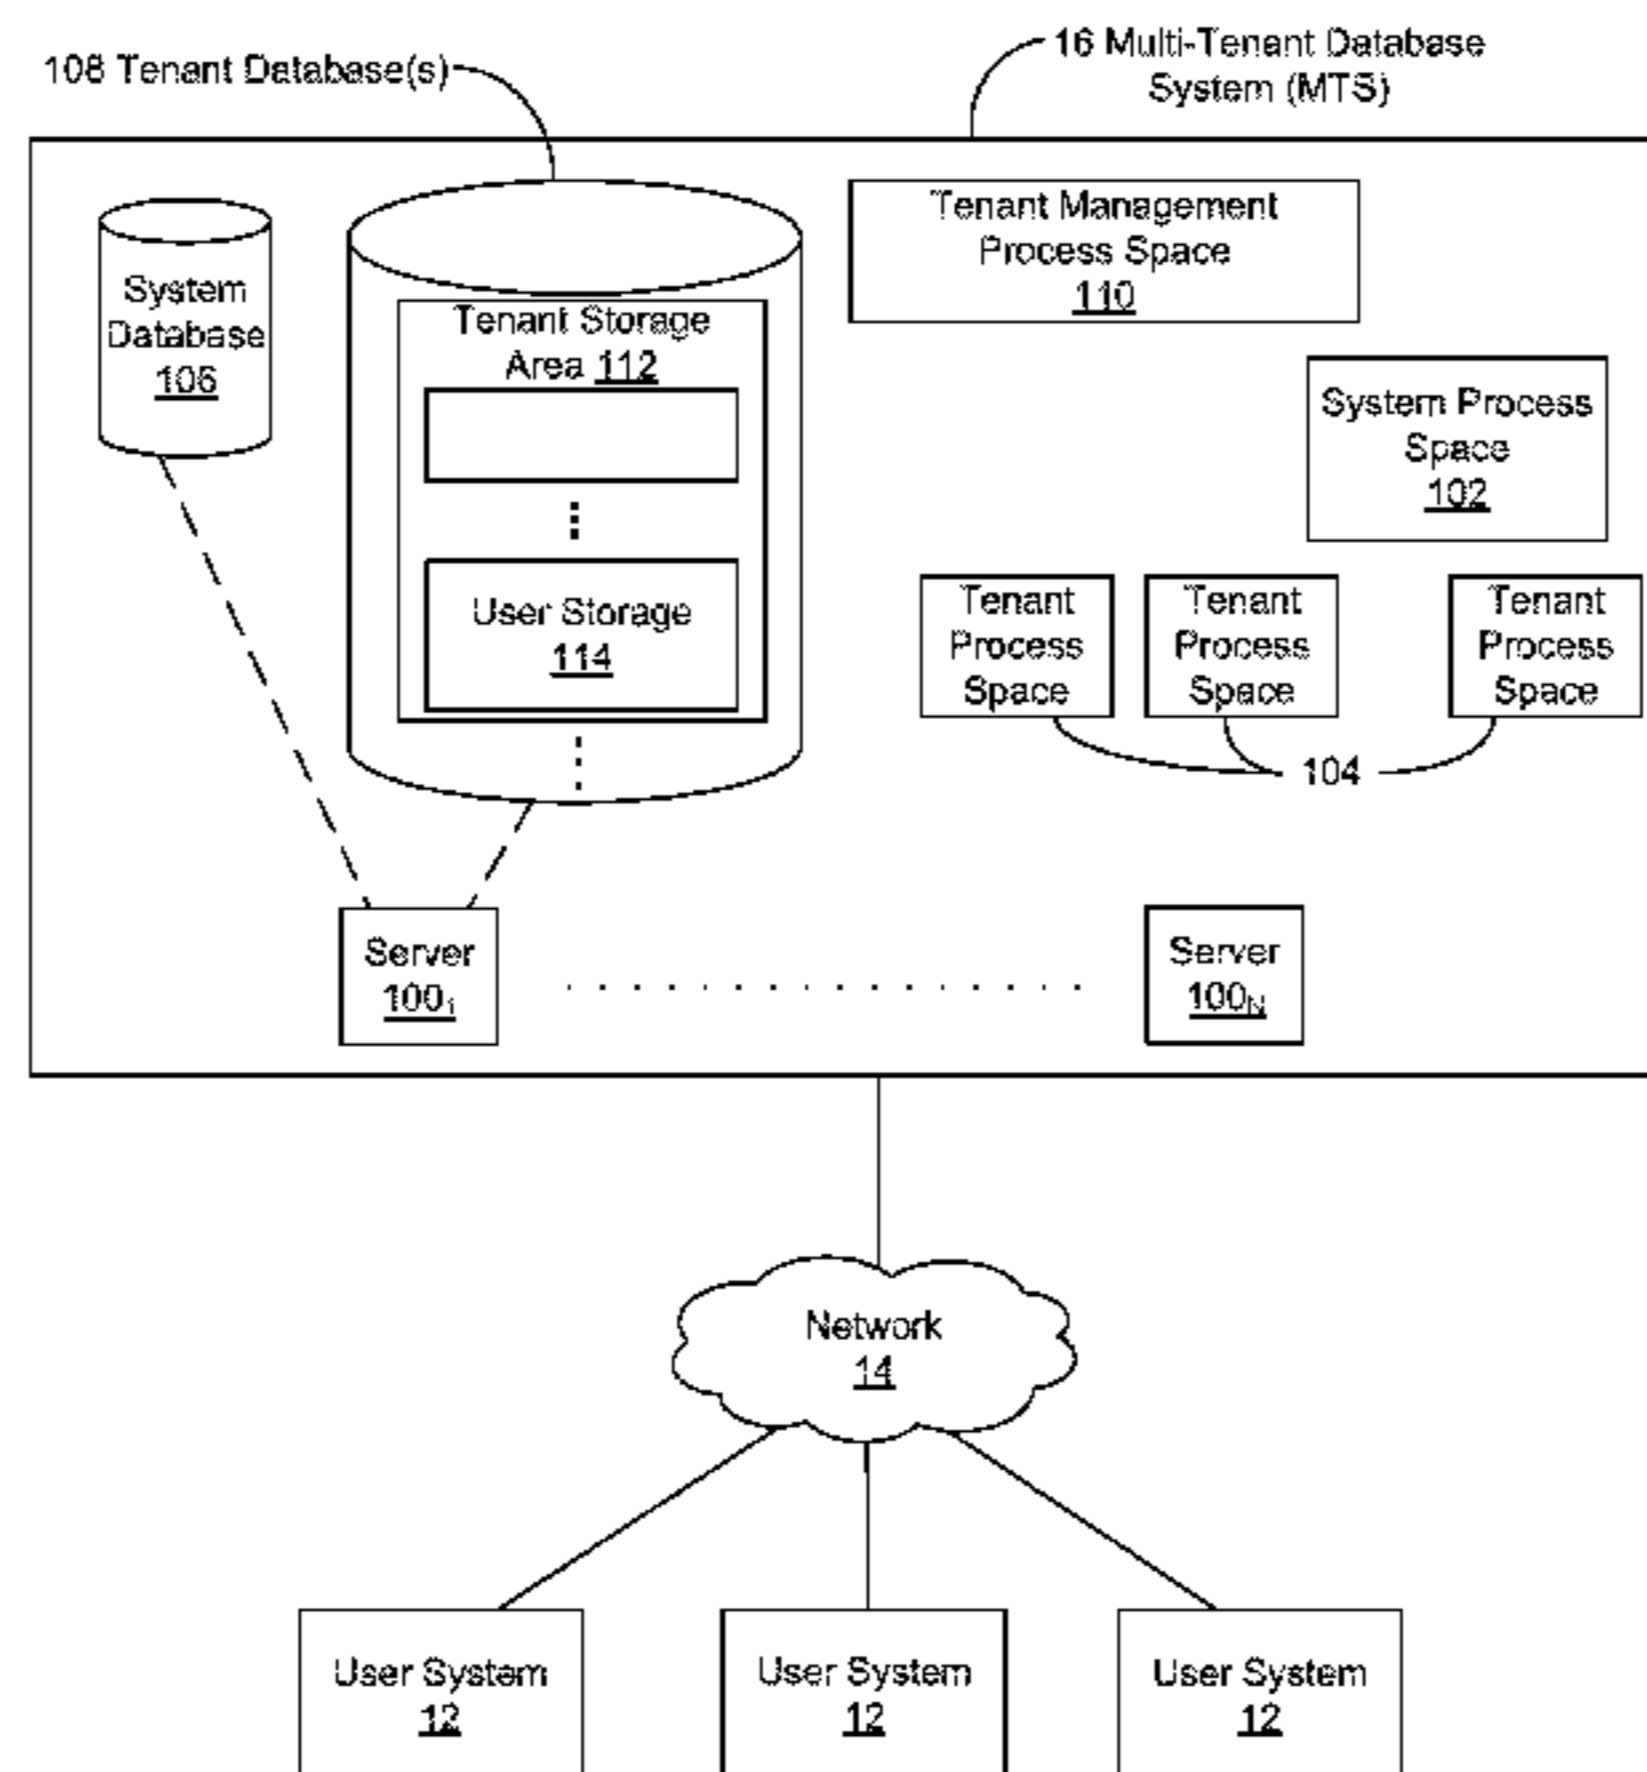 108 Tenant Database(s)
16 Multi-Tenant Database
System (MTS)
System
Database
106
Tenant Storage
Area 112
User Storage
114
Tenant Management
Process Space
110
System Process
Space
102
Tenant
Process
Space
Tenant
Process
Space
Tenant
Process
Space
104
Server
100₁
Server
100N
Network
14
User System
12
User System
12
User System
12